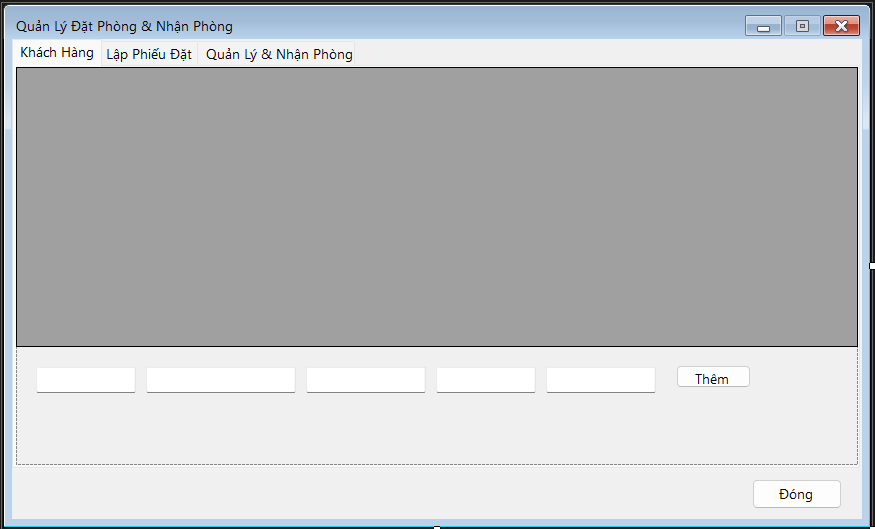 Quản Lý Đặt Phòng & Nhận Phòng
Khách Hàng Lập Phiếu Đặt Quản Lý & Nhận Phòng
Thêm
Đóng